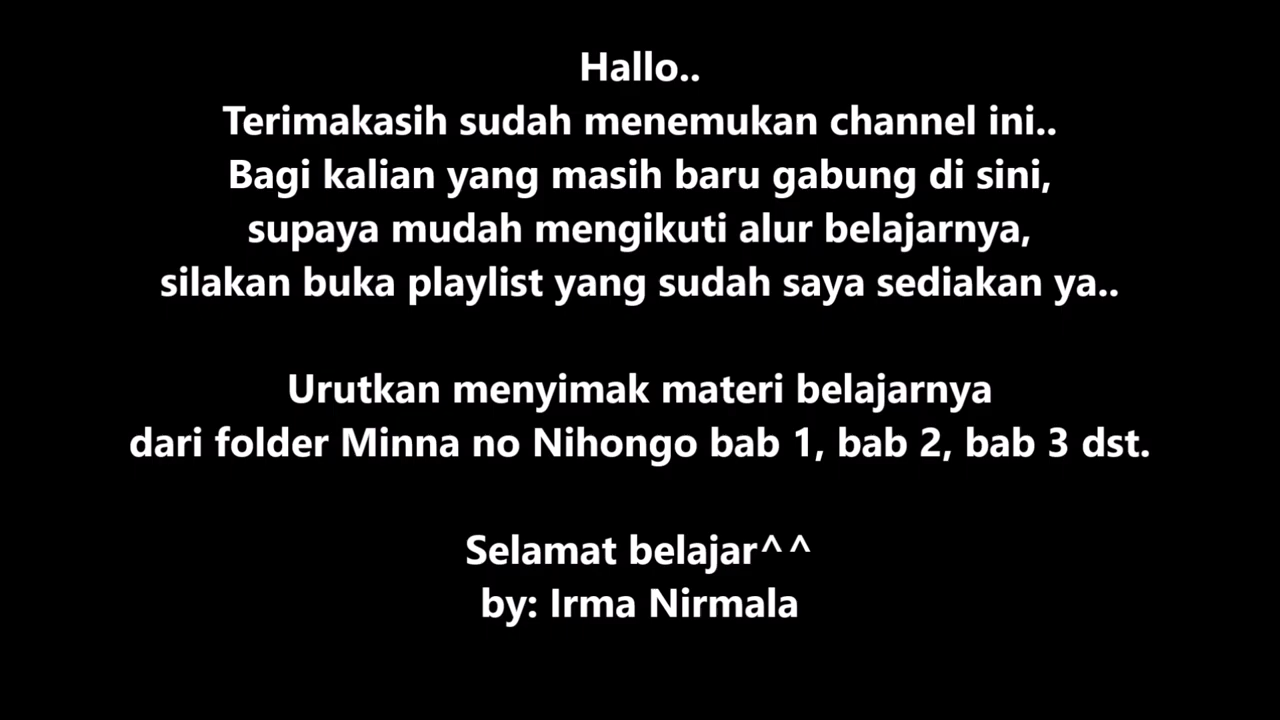 Hallo..
Terimakasih sudah menemukan channel ini..
Bagi kalian yang masih baru gabung di sini,
supaya mudah mengikuti alur belajarnya,
silakan buka playlist yang sudah saya sediakan ya..
Urutkan menyimak materi belajarnya
dari folder Minna no Nihongo bab 1, bab 2, bab 3 dst.
Selamat belajar^^
by: Irma Nirmala